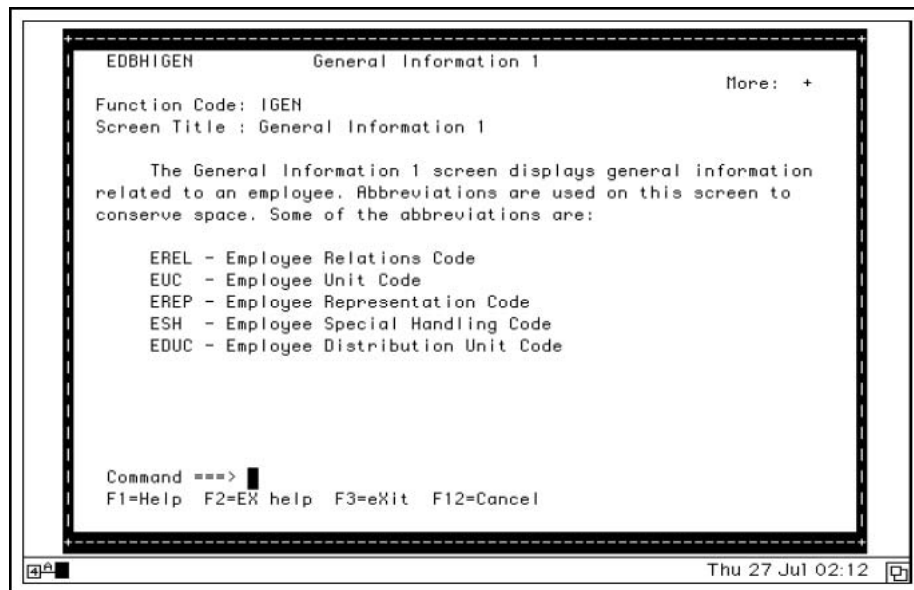 EDBHIGEN General Information 1
More: +
Function Code: IGEN
Screen Title : General Information 1
The General Information 1 screen displays general information
related to an employee. Abbreviations are used on this screen to
conserve space. Some of the abbreviations are:
EREL - Employee Relations Code
EUC - Employee Unit Code
EREP - Employee Representation Code
ESH - Employee Special Handling Code
EDUC - Employee Distribution Unit Code
Command ===>
F1=Help F2=EX help F3=eXit F12=Cancel
4 A Thu 27 Jul 02:12